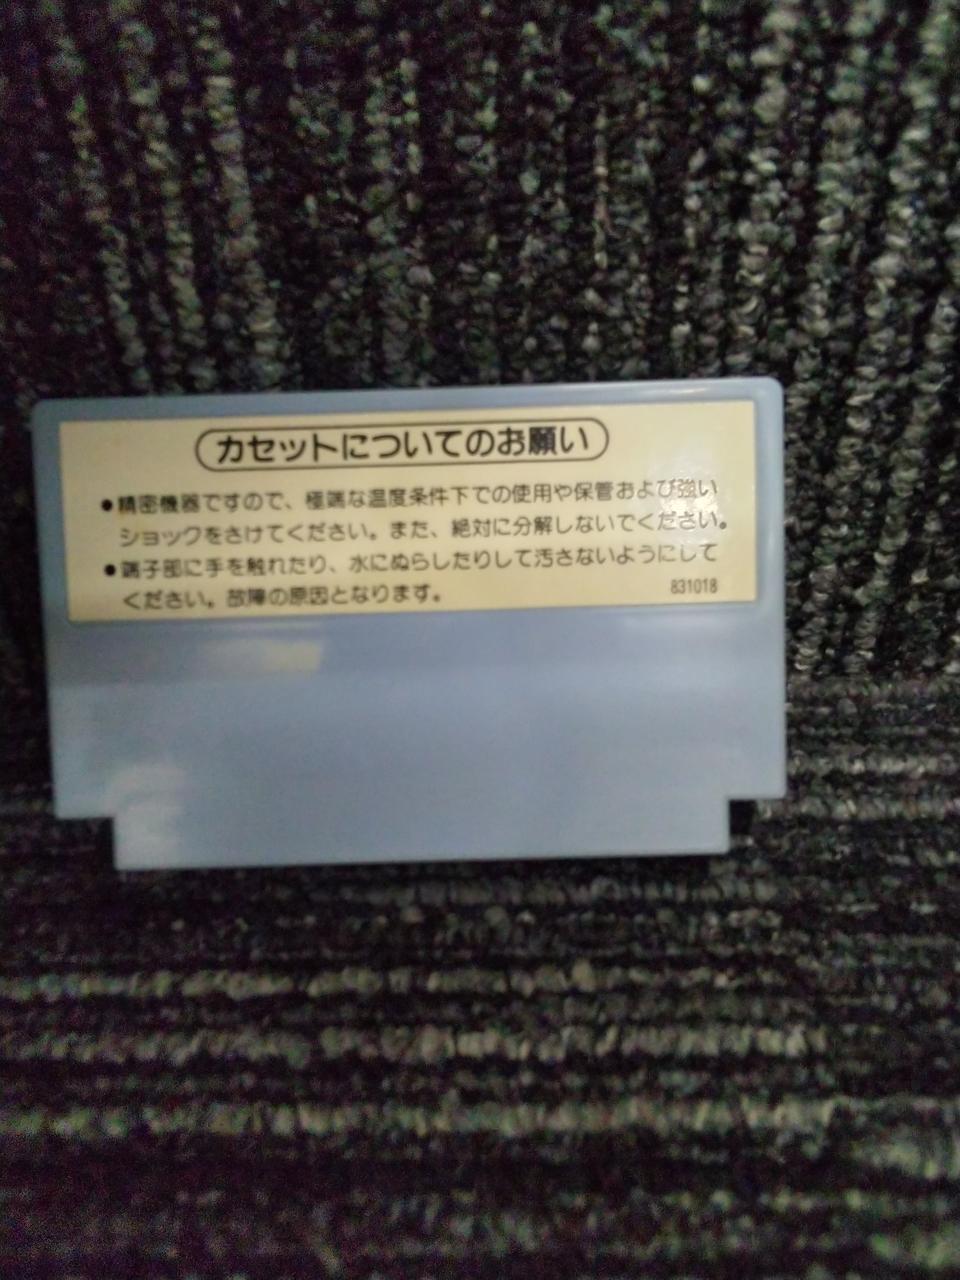 カセットについてのお願い
●精密機器ですので、極端な温度条件下での使用や保管および強い
ショックをさけてください。また、絶対に分解しないでください。
●端子部に手を触れたり、水にぬらしたりして汚さないようにして
ください。故障の原因となります。
831018